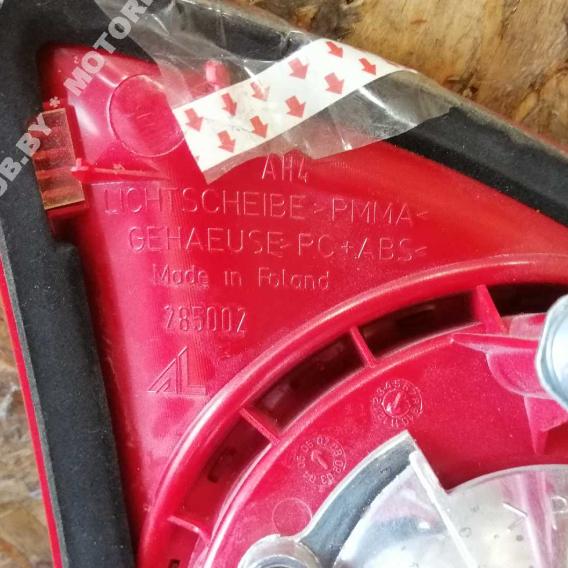 AH4
LICHTSCHEIBE >PMMA<
GEHAEUSE >PC+ABS<
Made in Poland
285002
AL